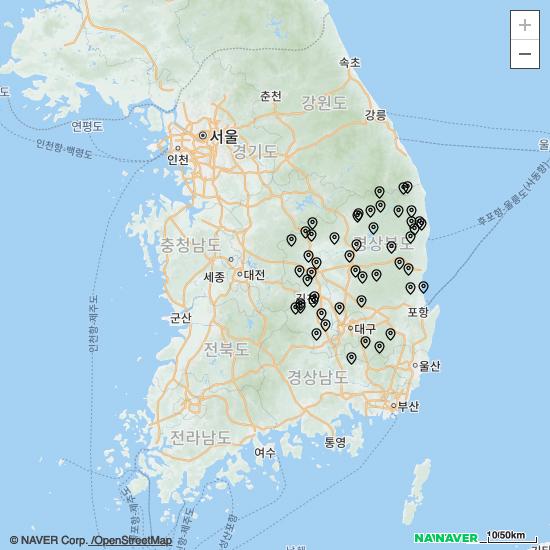 +
−
속초
춘천
강원도
도
강릉
연평도
서울
울
인천
경기도
인천항-백령도
후포항-울릉도(사동항)
경상북도
충청남도
세종
대전
인천항-제주도
군산
포항
대구
전라북도
경상남도
울산
부산
전라남도
통영
여수
© NAVER Corp. /OpenStreetMap
NAVER
10/50km